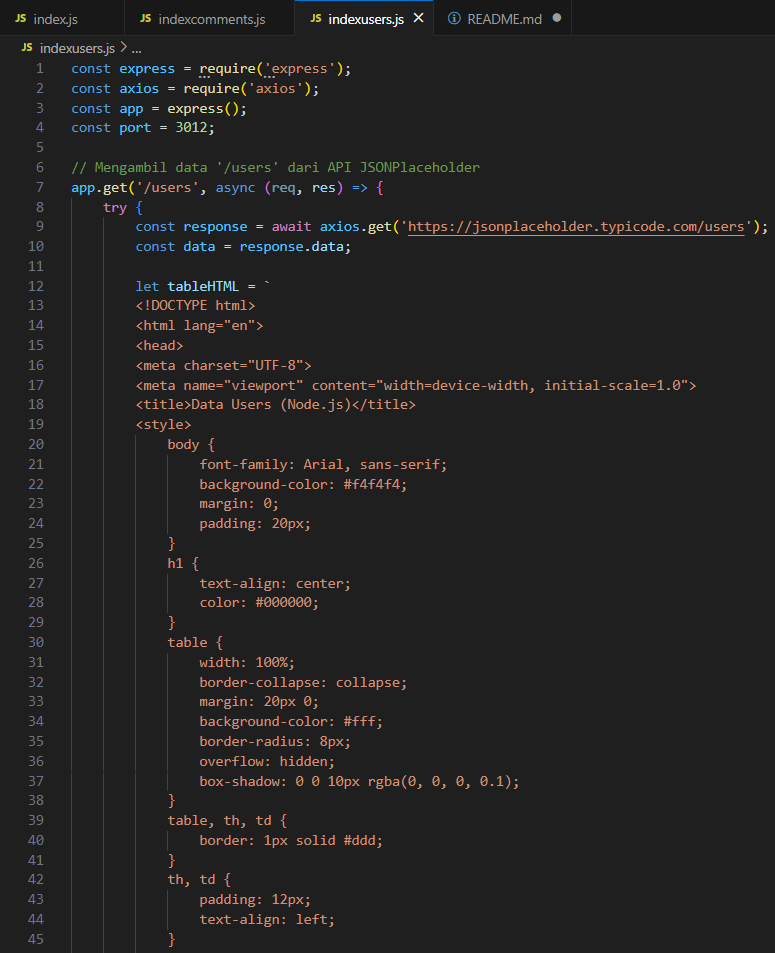 JS index.js JS indexcomments.js JS indexusers.js README.md
JS indexusers.js > ...
1 const express = require('express');
2 const axios = require('axios');
3 const app = express();
4 const port = 3012;
5
6 // Mengambil data '/users' dari API JSONPlaceholder
7 app.get('/users', async (req, res) => {
8 try {
9 const response = await axios.get('https://jsonplaceholder.typicode.com/users');
10 const data = response.data;
11
12 let tableHTML = `
13 <!DOCTYPE html>
14 <html lang="en">
15 <head>
16 <meta charset="UTF-8">
17 <meta name="viewport" content="width=device-width, initial-scale=1.0">
18 <title>Data Users (Node.js)</title>
19 <style>
20 body {
21 font-family: Arial, sans-serif;
22 background-color: #f4f4f4;
23 margin: 0;
24 padding: 20px;
25 }
26 h1 {
27 text-align: center;
28 color: #000000;
29 }
30 table {
31 width: 100%;
32 border-collapse: collapse;
33 margin: 20px 0;
34 background-color: #fff;
35 border-radius: 8px;
36 overflow: hidden;
37 box-shadow: 0 0 10px rgba(0, 0, 0, 0.1);
38 }
39 table, th, td {
40 border: 1px solid #ddd;
41 }
42 th, td {
43 padding: 12px;
44 text-align: left;
45 }